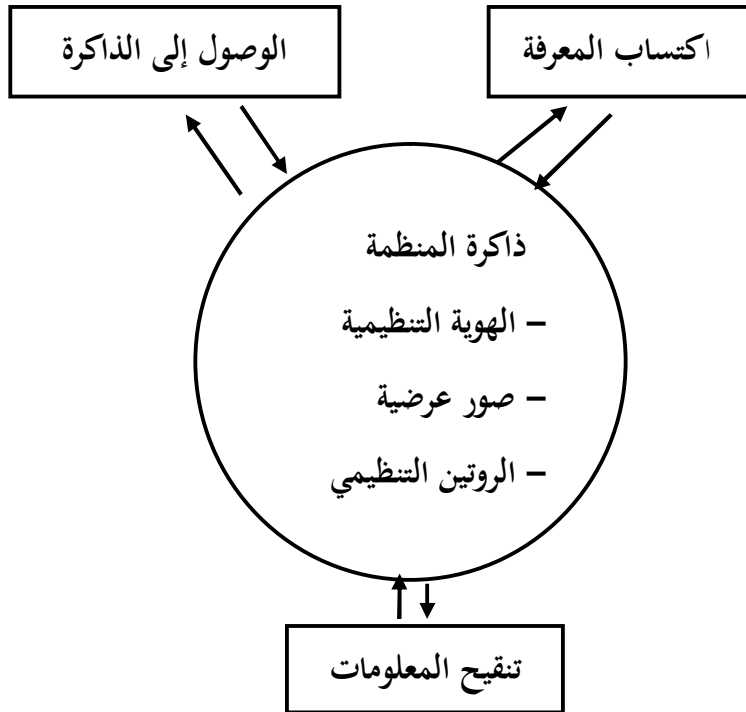 اكتساب المعرفة
الوصول إلى الذاكرة
ذاكرة المنظمة
– الهوية التنظيمية
– صور عرضية
– الروتين التنظيمي
تنقيح المعلومات